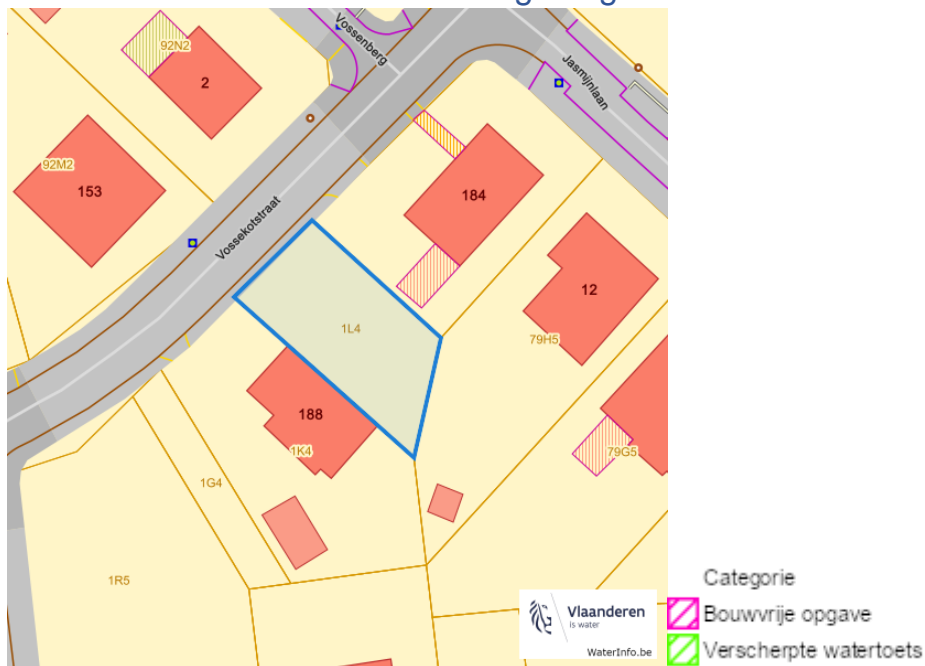 Vossenberg
92N2
2
Jasmijnlaan
92M2
153
184
Vossekotstraat
12
1L4
79H5
188
1K4
79G5
1G4
1R5
Vlaanderen
is water
WaterInfo.be
Categorie
Bouwvrije opgave
Verscherpte watertoets